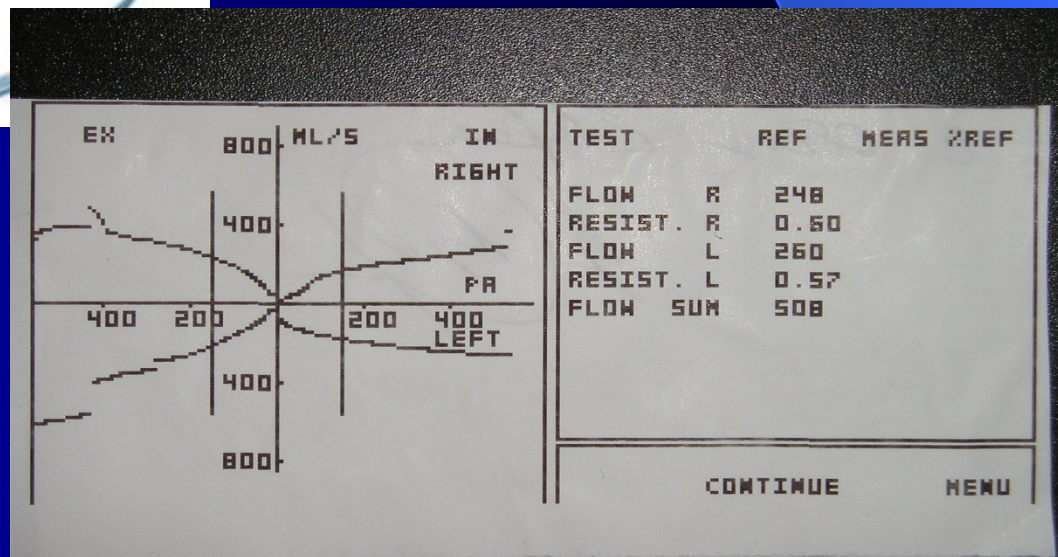 EX 800 ML/S IN
RIGHT
400
PA
400 200 200 400
LEFT
400
800
TEST REF MEAS %REF
FLOW R 248
RESIST. R 0.60
FLOW L 260
RESIST. L 0.57
FLOW SUM 508
CONTINUE MENU